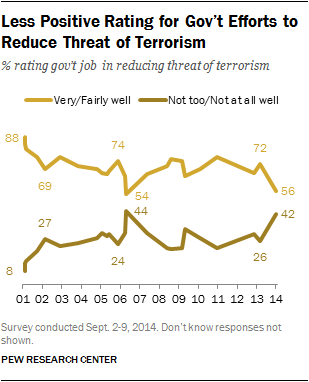 Less Positive Rating for Gov't Efforts to
Reduce Threat of Terrorism
% rating gov't job in reducing threat of terrorism
Very/Fairly well Not too/Not at all well
88
74
72
69
54
56
44
42
27
24
26
8
01 02 03 04 05 06 07 08 09 10 11 12 13 14
Survey conducted Sept. 2-9, 2014. Don't know responses not
shown.
PEW RESEARCH CENTER